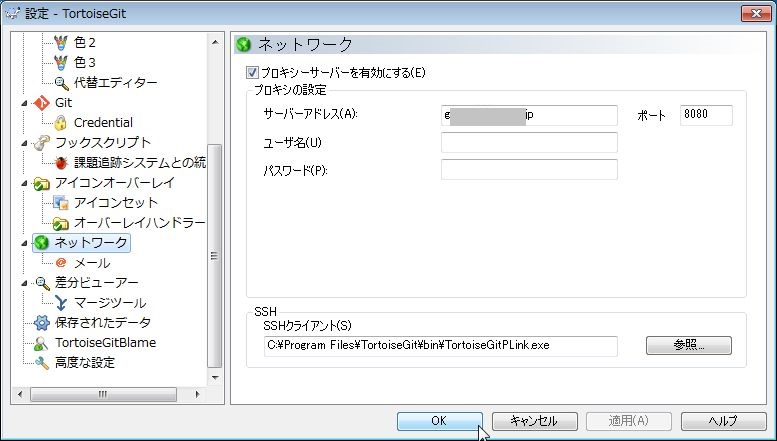 設定 - TortoiseGit
色２
色３
代替エディター
Git
Credential
フックスクリプト
課題追跡システムとの統
アイコンオーバーレイ
アイコンセット
オーバーレイハンドラー
ネットワーク
メール
差分ビューアー
マージツール
保存されたデータ
TortoiseGitBlame
高度な設定
ネットワーク
プロキシーサーバーを有効にする(E)
プロキシの設定
サーバーアドレス(A):
jp
ポート
8080
ユーザ名(U)
パスワード(P):
SSH
SSHクライアント(S)
C:¥Program Files¥TortoiseGit¥bin¥TortoiseGitPLink.exe
参照...
OK
キャンセル
適用(A)
ヘルプ